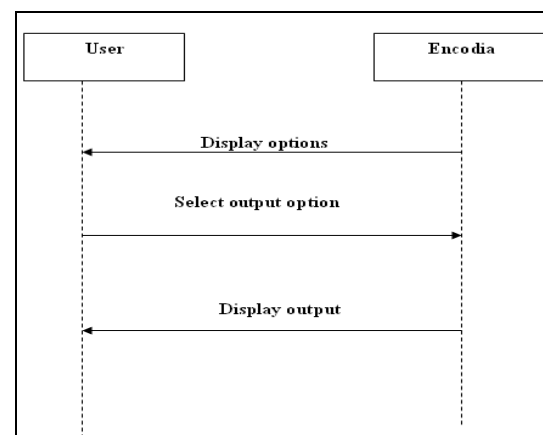 User
Encodia
Display options
Select output option
Display output